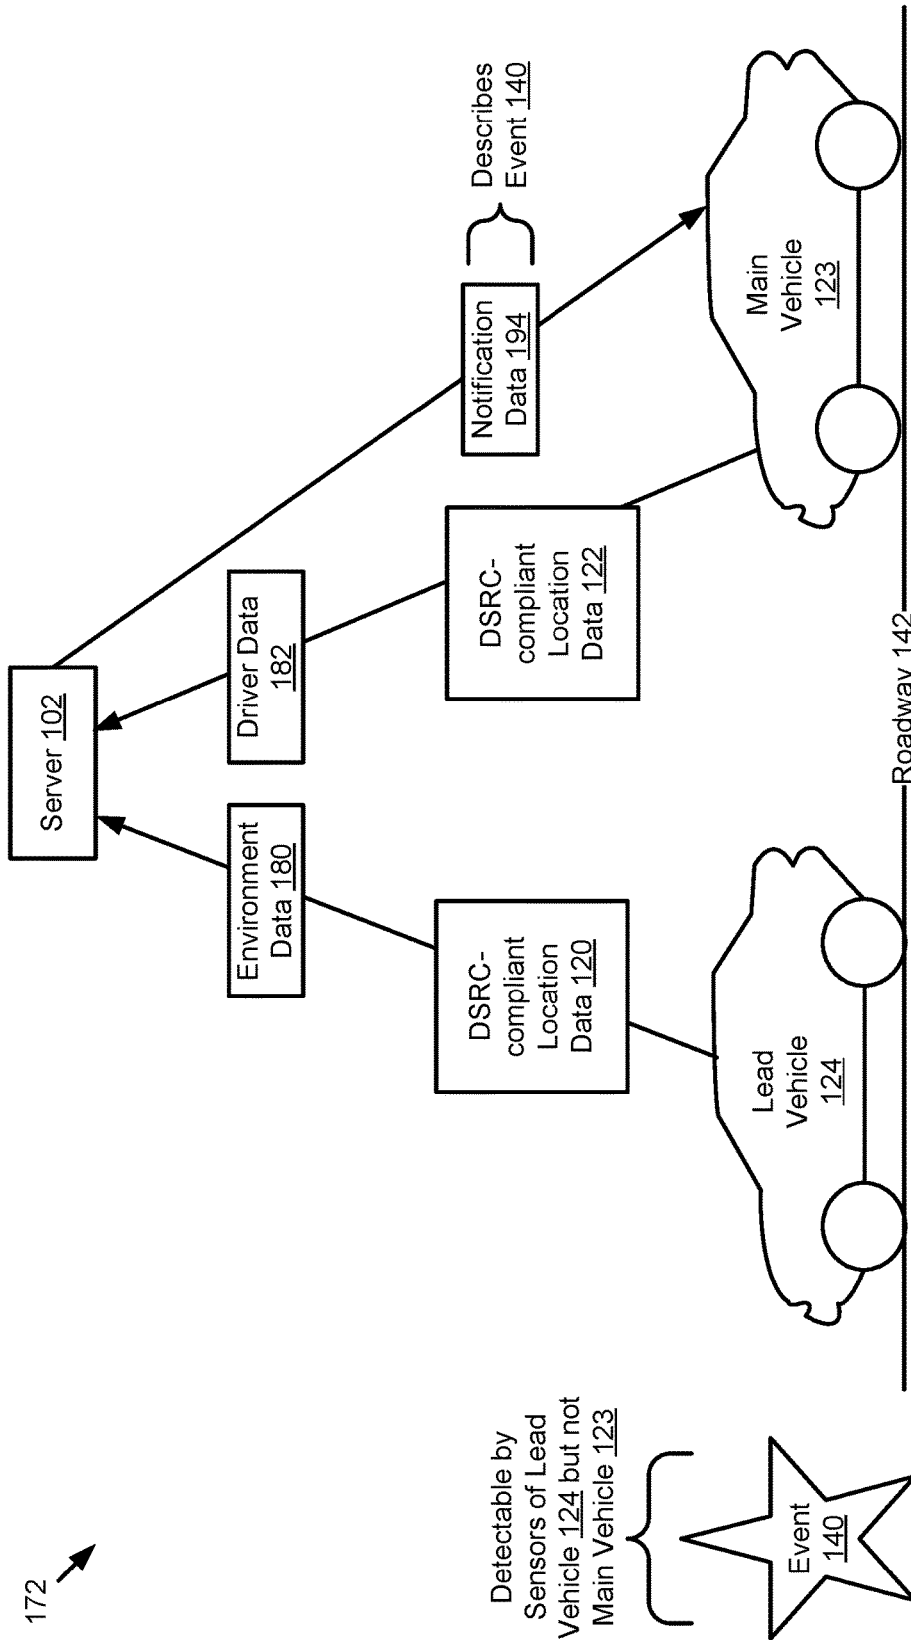 172
Server 102
Environment
Data 180
Driver Data
182
DSRC-
compliant
Location
Data 120
DSRC-
compliant
Location
Data 122
Notification
Data 194
Describes
Event 140
Detectable by
Sensors of Lead
Vehicle 124 but not
Main Vehicle 123
Event
140
Lead
Vehicle
124
Main
Vehicle
123
Roadway 142